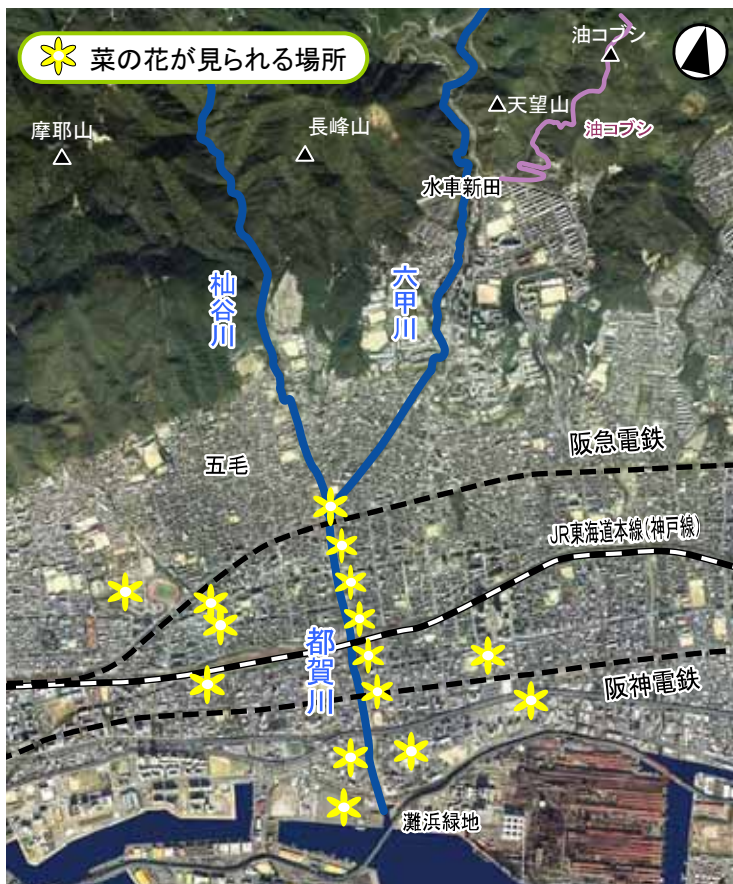 菜の花が見られる場所
油コブシ
天望山
摩耶山
長峰山
油コブシ
水車新田
杣谷川
六甲川
五毛
阪急電鉄
JR東海道本線(神戸線)
都賀川
阪神電鉄
灘浜緑地